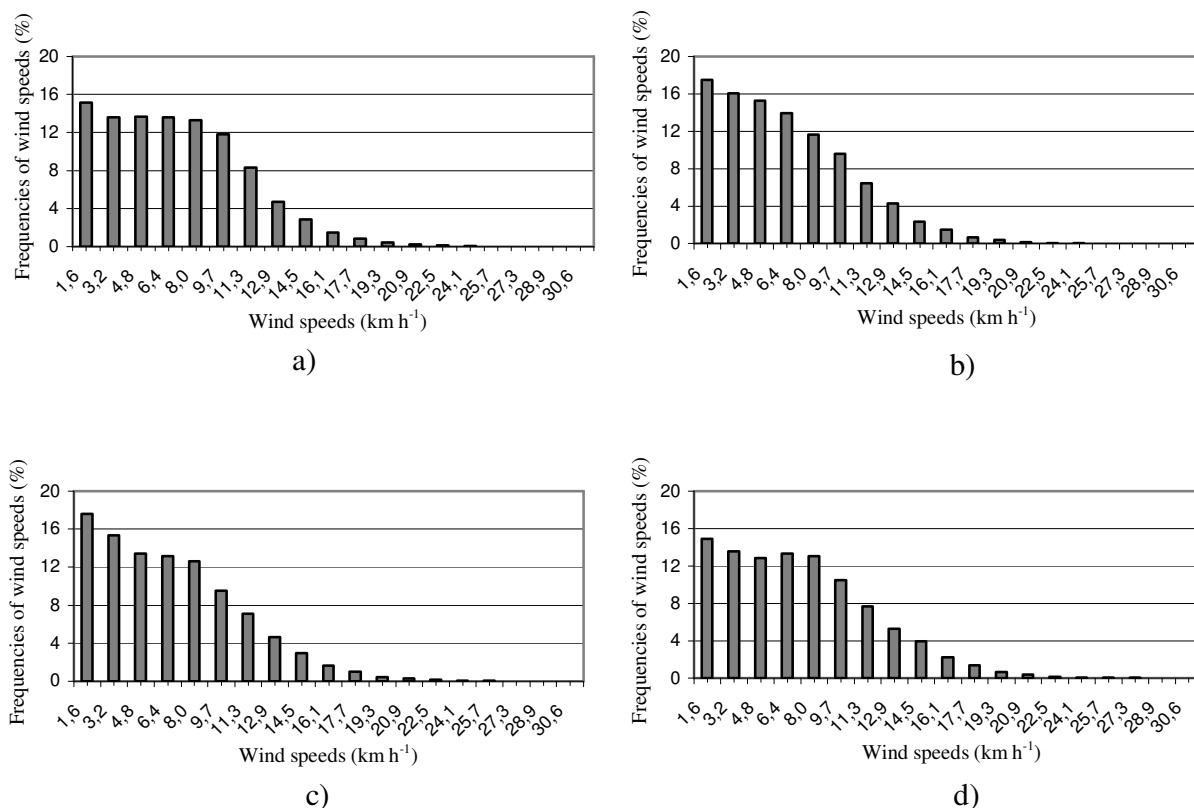 Frequencies of wind speeds (%)
20
16
12
8
4
0
1,6 3,2 4,8 6,4 8,0 9,7 11,3 12,9 14,5 16,1 17,7 19,3 20,9 22,5 24,1 25,7 27,3 28,9 30,6
Wind speeds (km h⁻¹)
a)
Frequencies of wind speeds (%)
20
16
12
8
4
0
1,6 3,2 4,8 6,4 8,0 9,7 11,3 12,9 14,5 16,1 17,7 19,3 20,9 22,5 24,1 25,7 27,3 28,9 30,6
Wind speeds (km h⁻¹)
b)
Frequencies of wind speeds (%)
20
16
12
8
4
0
1,6 3,2 4,8 6,4 8,0 9,7 11,3 12,9 14,5 16,1 17,7 19,3 20,9 22,5 24,1 25,7 27,3 28,9 30,6
Wind speeds (km h⁻¹)
c)
Frequencies of wind speeds (%)
20
16
12
8
4
0
1,6 3,2 4,8 6,4 8,0 9,7 11,3 12,9 14,5 16,1 17,7 19,3 20,9 22,5 24,1 25,7 27,3 28,9 30,6
Wind speeds (km h⁻¹)
d)